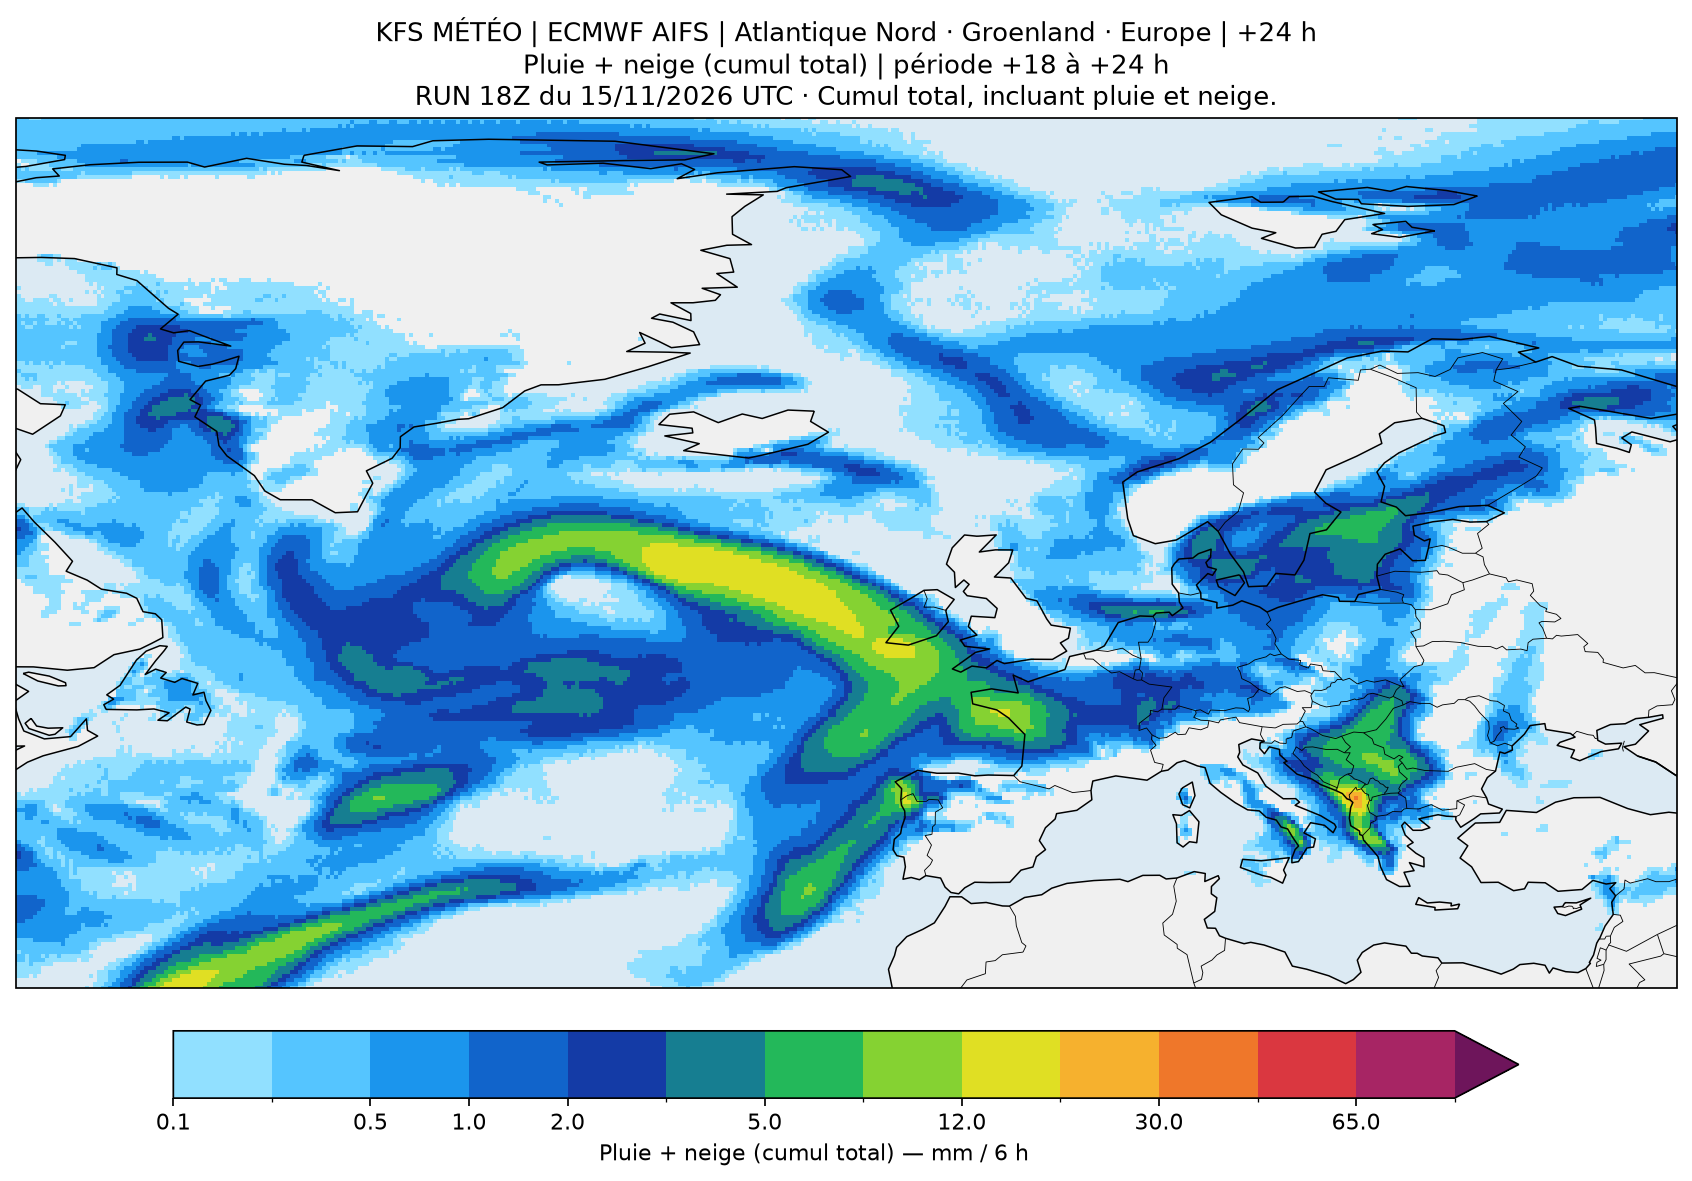 KFS MÉTÉO | ECMWF AIFS | Atlantique Nord · Groenland · Europe | +24 h
Pluie + neige (cumul total) | période +18 à +24 h
RUN 18Z du 15/11/2026 UTC · Cumul total, incluant pluie et neige.
0.1 0.5 1.0 2.0 5.0 12.0 30.0 65.0
Pluie + neige (cumul total) — mm / 6 h